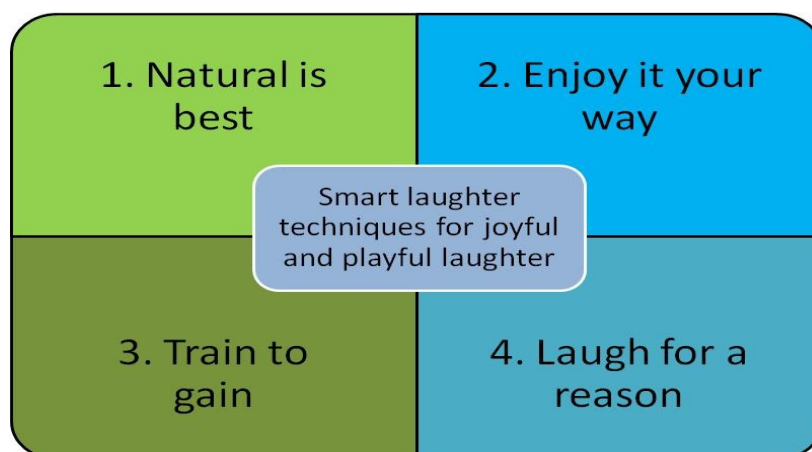 1. Natural is
best
2. Enjoy it your
way
Smart laughter
techniques for joyful
and playful laughter
3. Train to
gain
4. Laugh for a
reason